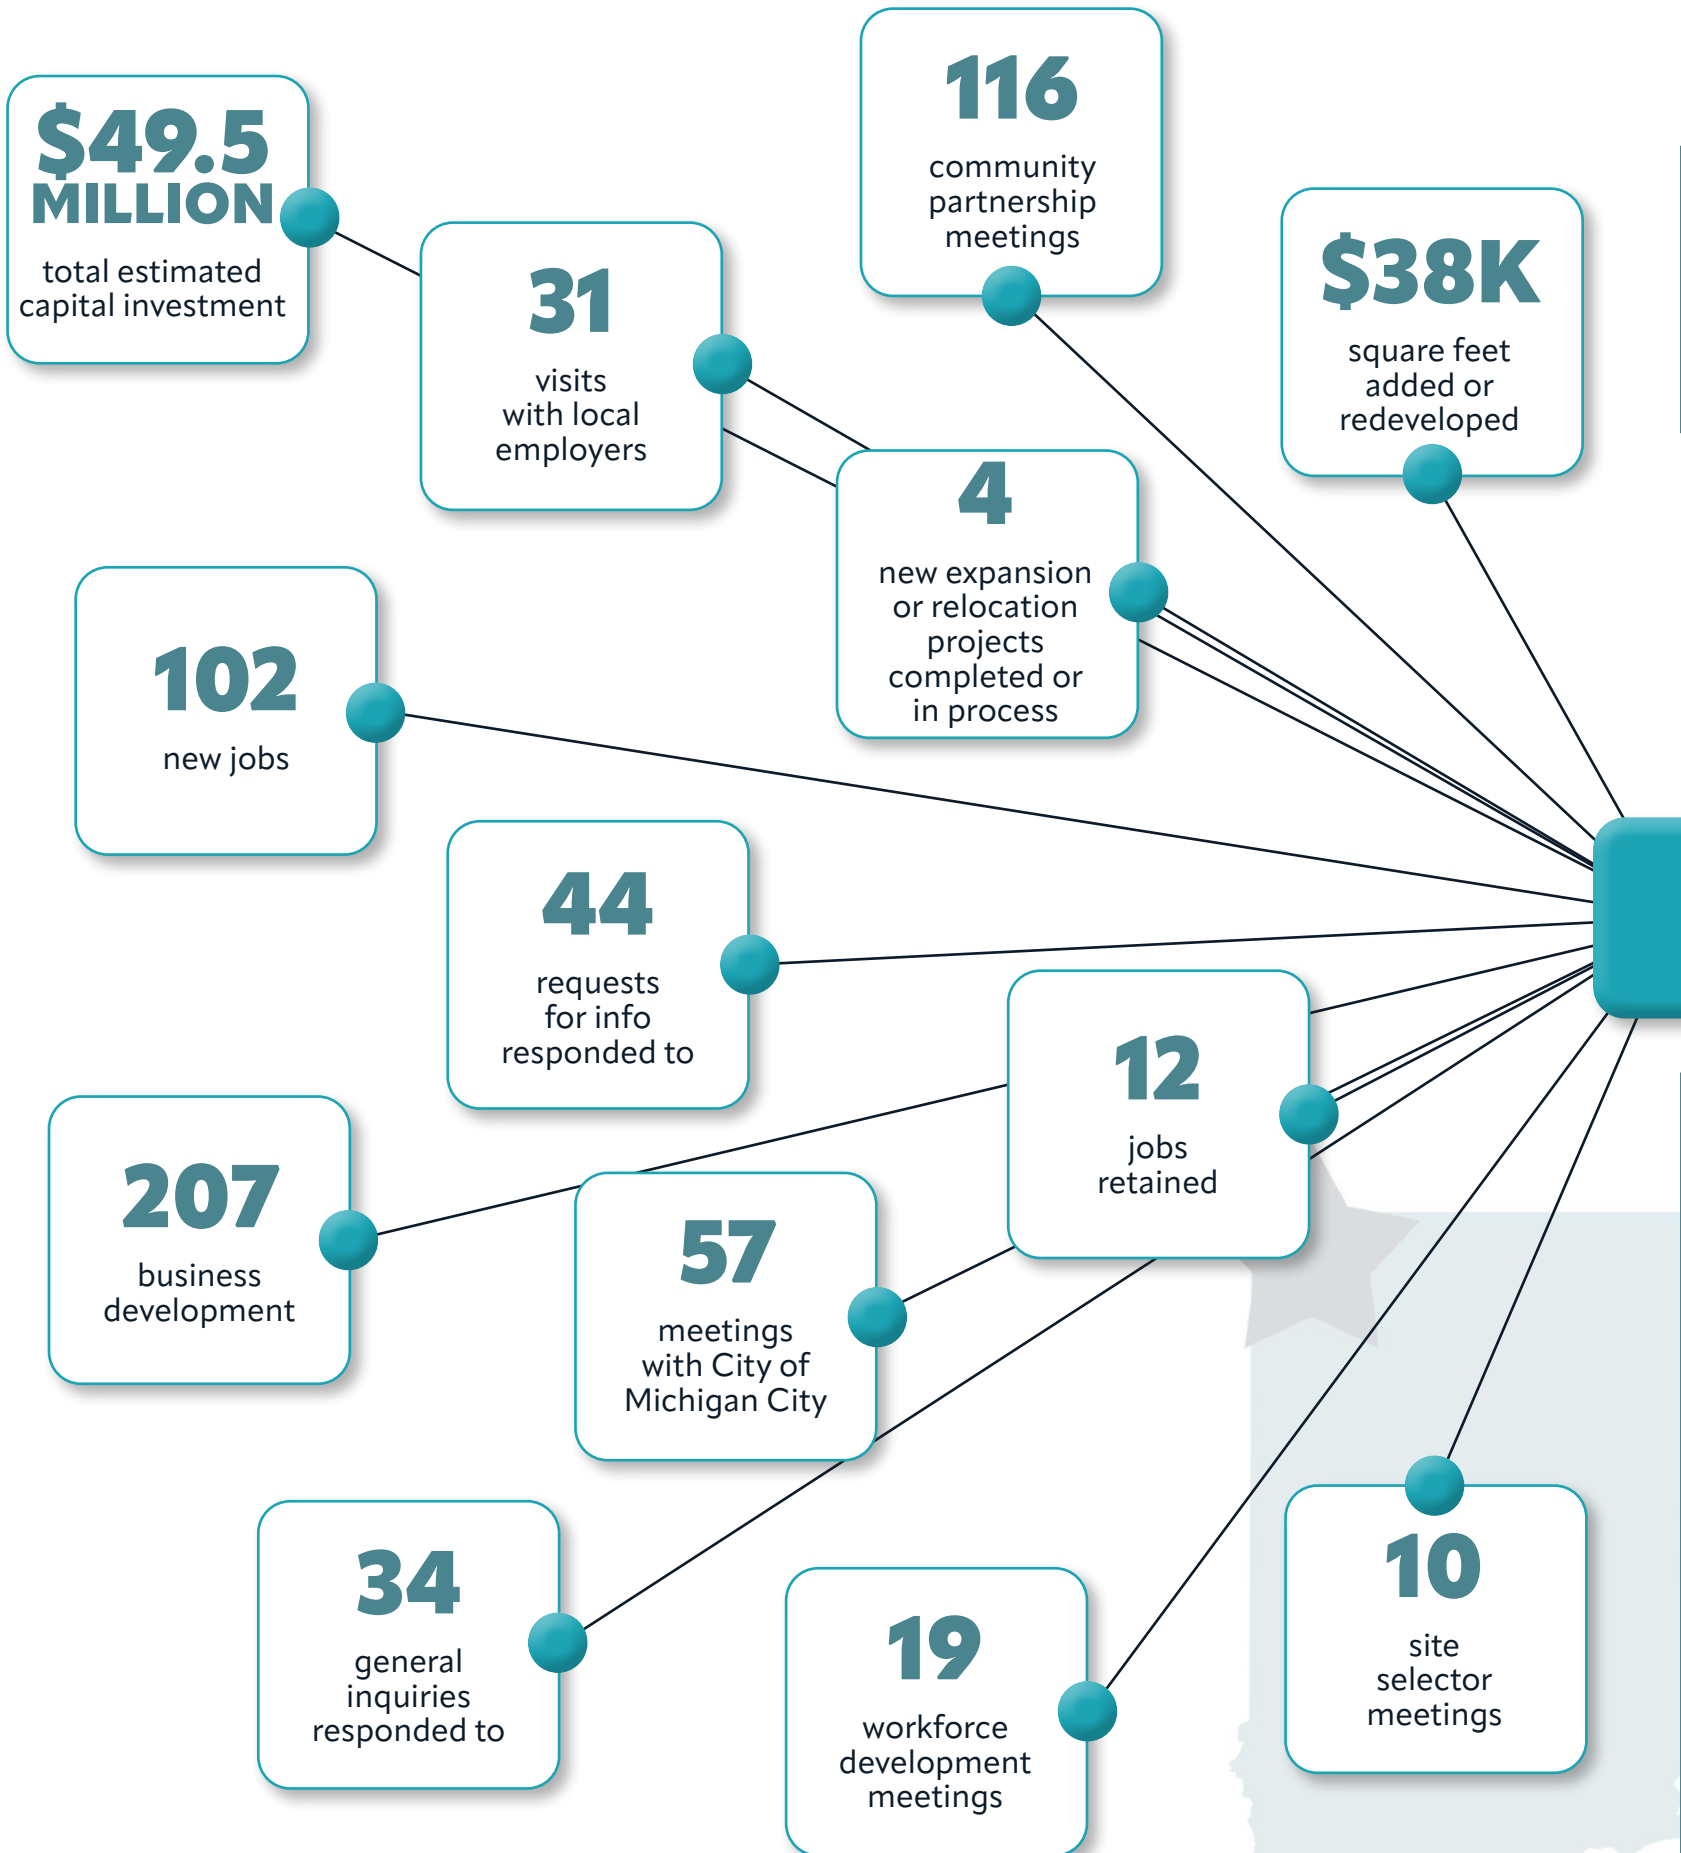 $49.5
MILLION
total estimated
capital investment
116
community
partnership
meetings
$38K
square feet
added or
redeveloped
31
visits
with local
employers
4
new expansion
or relocation
projects
completed or
in process
102
new jobs
44
requests
for info
responded to
12
jobs
retained
207
business
development
57
meetings
with City of
Michigan City
34
general
inquiries
responded to
19
workforce
development
meetings
10
site
selector
meetings